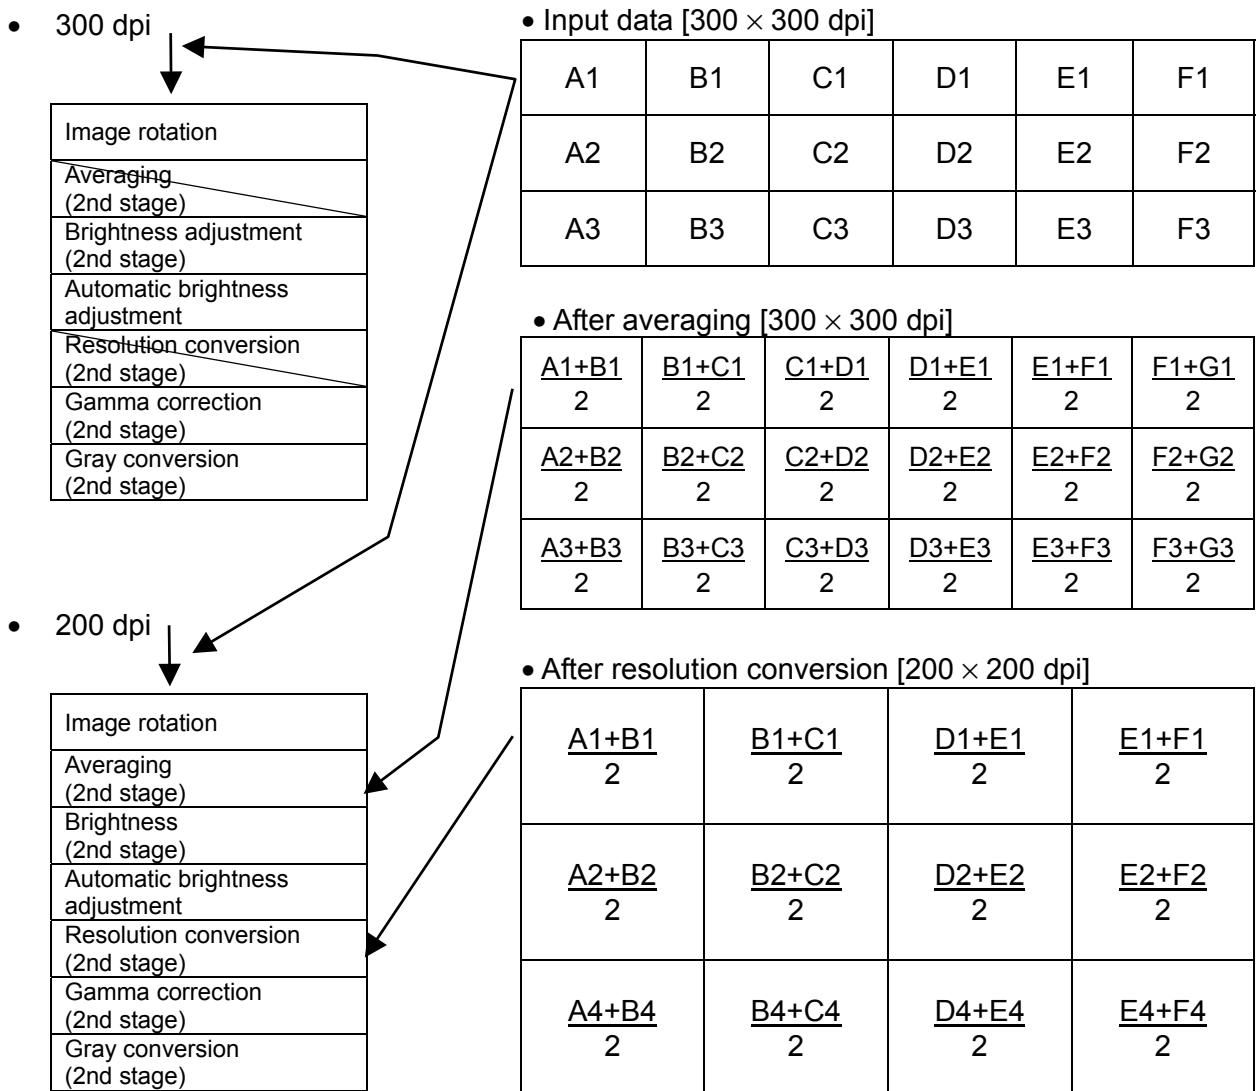 • 300 dpi
Image rotation
Averaging
(2nd stage)
Brightness adjustment
(2nd stage)
Automatic brightness
adjustment
Resolution conversion
(2nd stage)
Gamma correction
(2nd stage)
Gray conversion
(2nd stage)
• 200 dpi
Image rotation
Averaging
(2nd stage)
Brightness
(2nd stage)
Automatic brightness
adjustment
Resolution conversion
(2nd stage)
Gamma correction
(2nd stage)
Gray conversion
(2nd stage)
• Input data [300 × 300 dpi]
A1 B1 C1 D1 E1 F1
A2 B2 C2 D2 E2 F2
A3 B3 C3 D3 E3 F3
• After averaging [300 × 300 dpi]
A1+B1 B1+C1 C1+D1 D1+E1 E1+F1 F1+G1
2 2 2 2 2 2
A2+B2 B2+C2 C2+D2 D2+E2 E2+F2 F2+G2
2 2 2 2 2 2
A3+B3 B3+C3 C3+D3 D3+E3 E3+F3 F3+G3
2 2 2 2 2 2
• After resolution conversion [200 × 200 dpi]
A1+B1 B1+C1 D1+E1 E1+F1
2 2 2 2
A2+B2 B2+C2 D2+E2 E2+F2
2 2 2 2
A4+B4 B4+C4 D4+E4 E4+F4
2 2 2 2